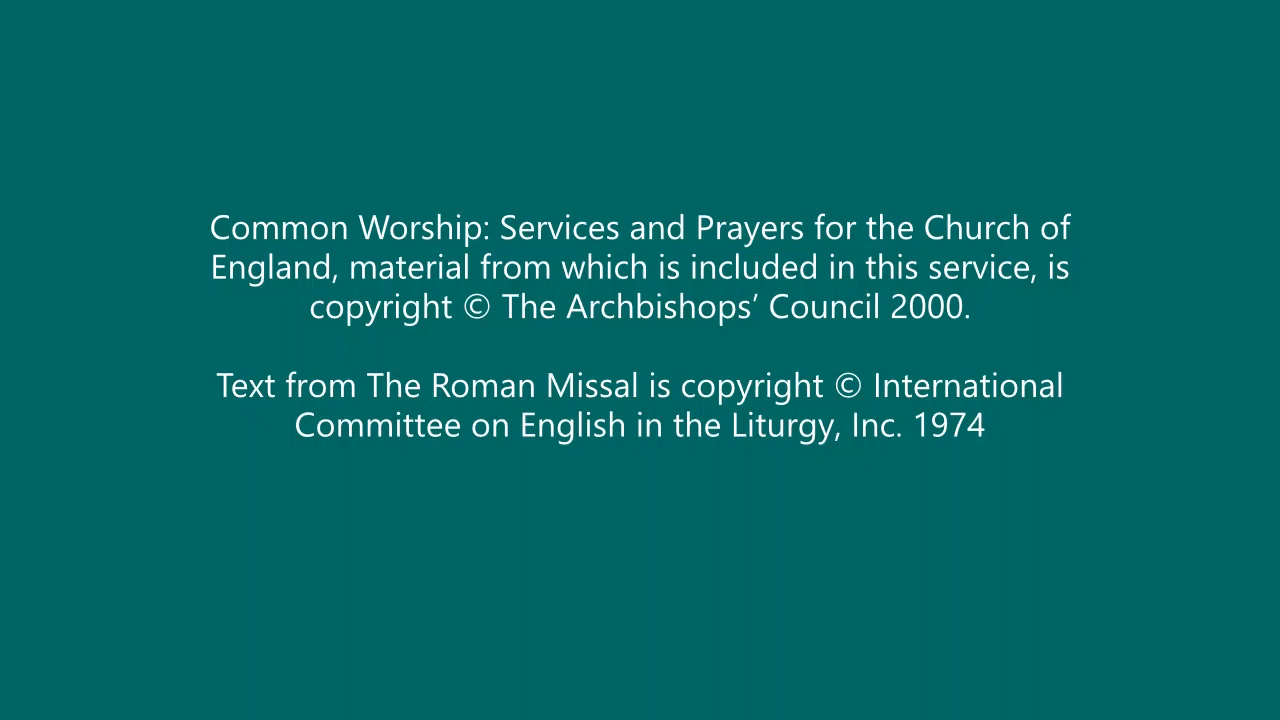 Common Worship: Services and Prayers for the Church of
England, material from which is included in this service, is
copyright © The Archbishops’ Council 2000.
Text from The Roman Missal is copyright © International
Committee on English in the Liturgy, Inc. 1974